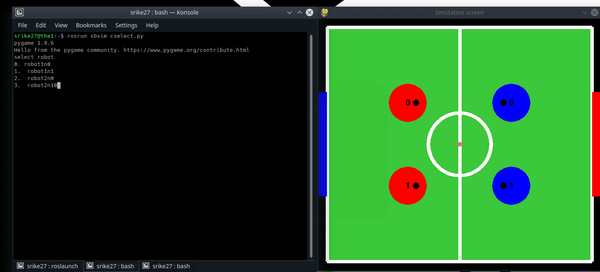 srike27 : bash — Konsole
File Edit View Bookmarks Settings Help
srike27@the1:~$ rosrun sbsim cselect.py
pygame 1.9.6
Hello from the pygame community. https://www.pygame.org/contribute.html
select robot
0. robot1n0
1. robot1n1
2. robot2n0
3. robot2n1
srike27 : roslaunch srike27 : bash srike27 : bash
Simulation screen
0 0
1 1